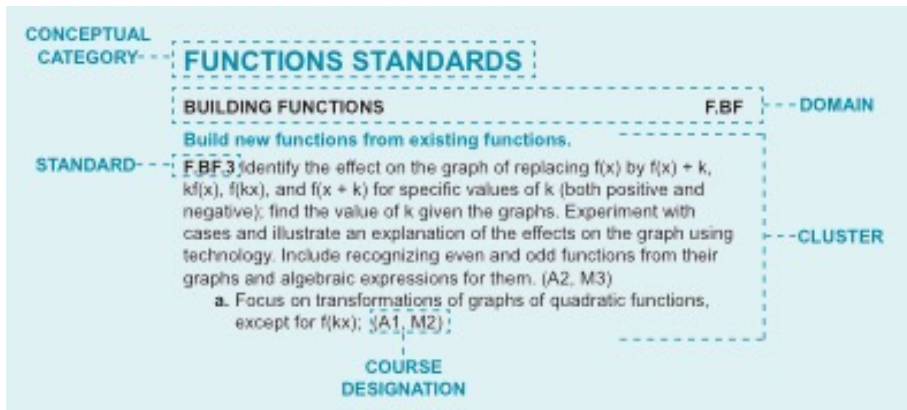 CONCEPTUAL
CATEGORY
FUNCTIONS STANDARDS
BUILDING FUNCTIONS F.BF
DOMAIN
Build new functions from existing functions.
STANDARD
F.BF.3 Identify the effect on the graph of replacing f(x) by f(x) + k,
kf(x), f(kx), and f(x + k) for specific values of k (both positive and
negative); find the value of k given the graphs. Experiment with
cases and illustrate an explanation of the effects on the graph using
CLUSTER
technology. Include recognizing even and odd functions from their
graphs and algebraic expressions for them. (A2, M3)
a. Focus on transformations of graphs of quadratic functions,
except for f(kx); (A1, M2)
COURSE
DESIGNATION